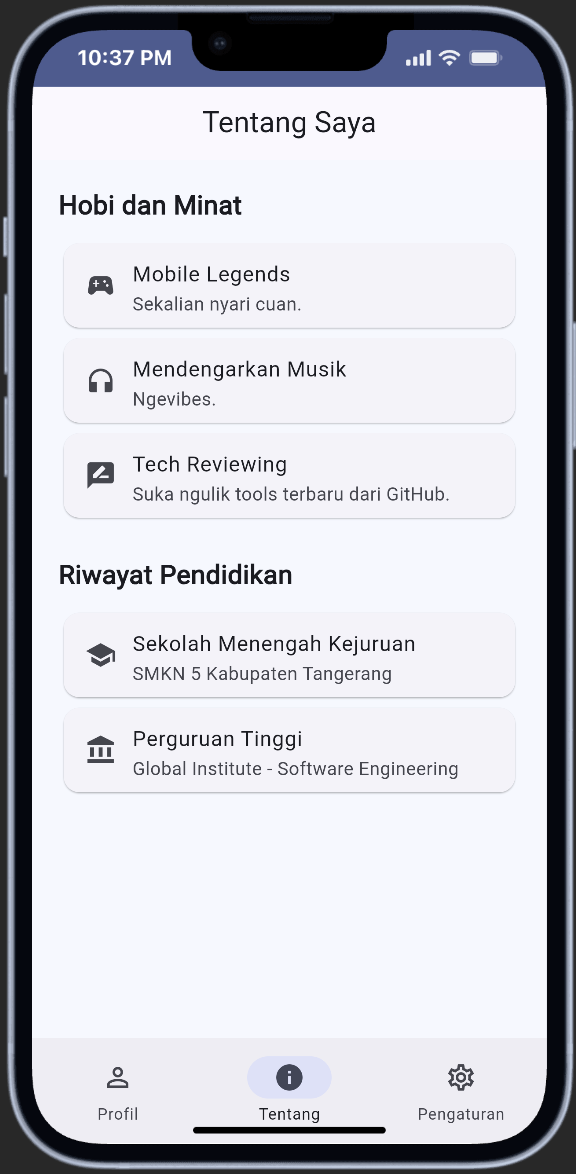 10:37 PM
Tentang Saya
Hobi dan Minat
Mobile Legends
Sekalian nyari cuan.
Mendengarkan Musik
Ngevibes.
Tech Reviewing
Suka ngulik tools terbaru dari GitHub.
Riwayat Pendidikan
Sekolah Menengah Kejuruan
SMKN 5 Kabupaten Tangerang
Perguruan Tinggi
Global Institute - Software Engineering
Profil
Tentang
Pengaturan